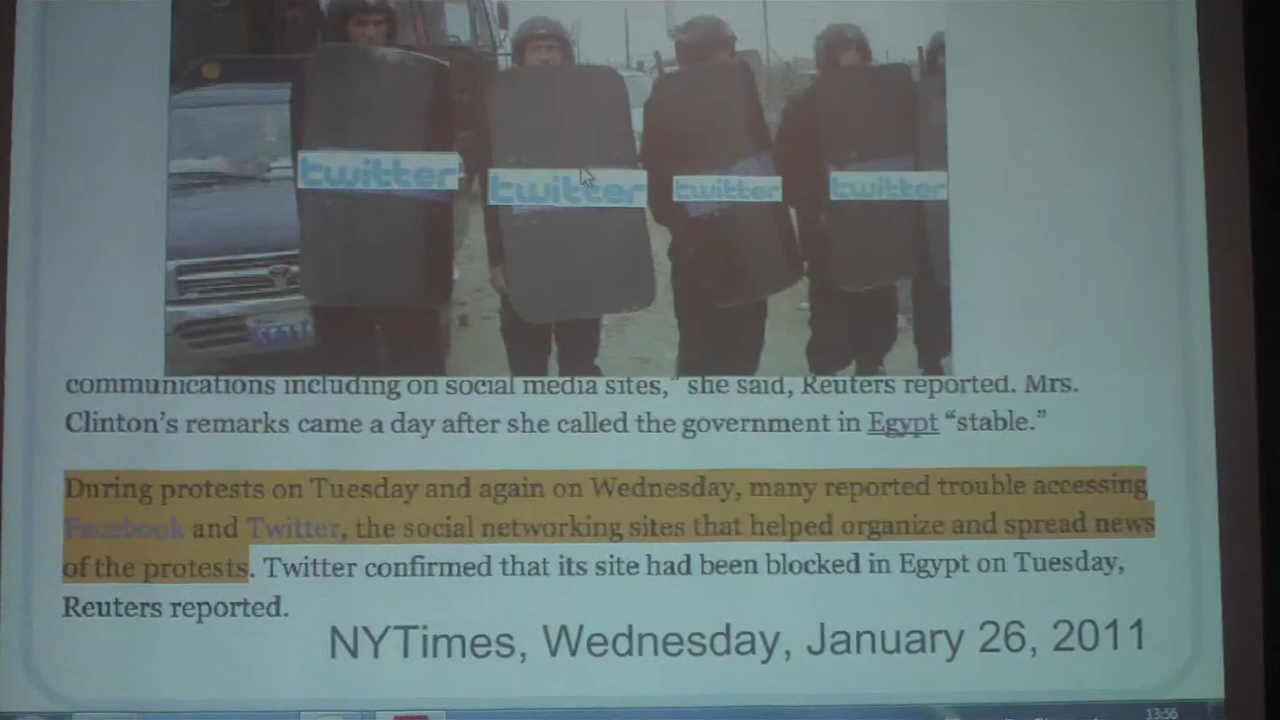 twitter
twitter
twitter
twitter
communications including on social media sites,” she said, Reuters reported. Mrs.
Clinton’s remarks came a day after she called the government in Egypt “stable.”
During protests on Tuesday and again on Wednesday, many reported trouble accessing
Facebook and Twitter, the social networking sites that helped organize and spread news
of the protests. Twitter confirmed that its site had been blocked in Egypt on Tuesday,
Reuters reported.
NYTimes, Wednesday, January 26, 2011
13:56